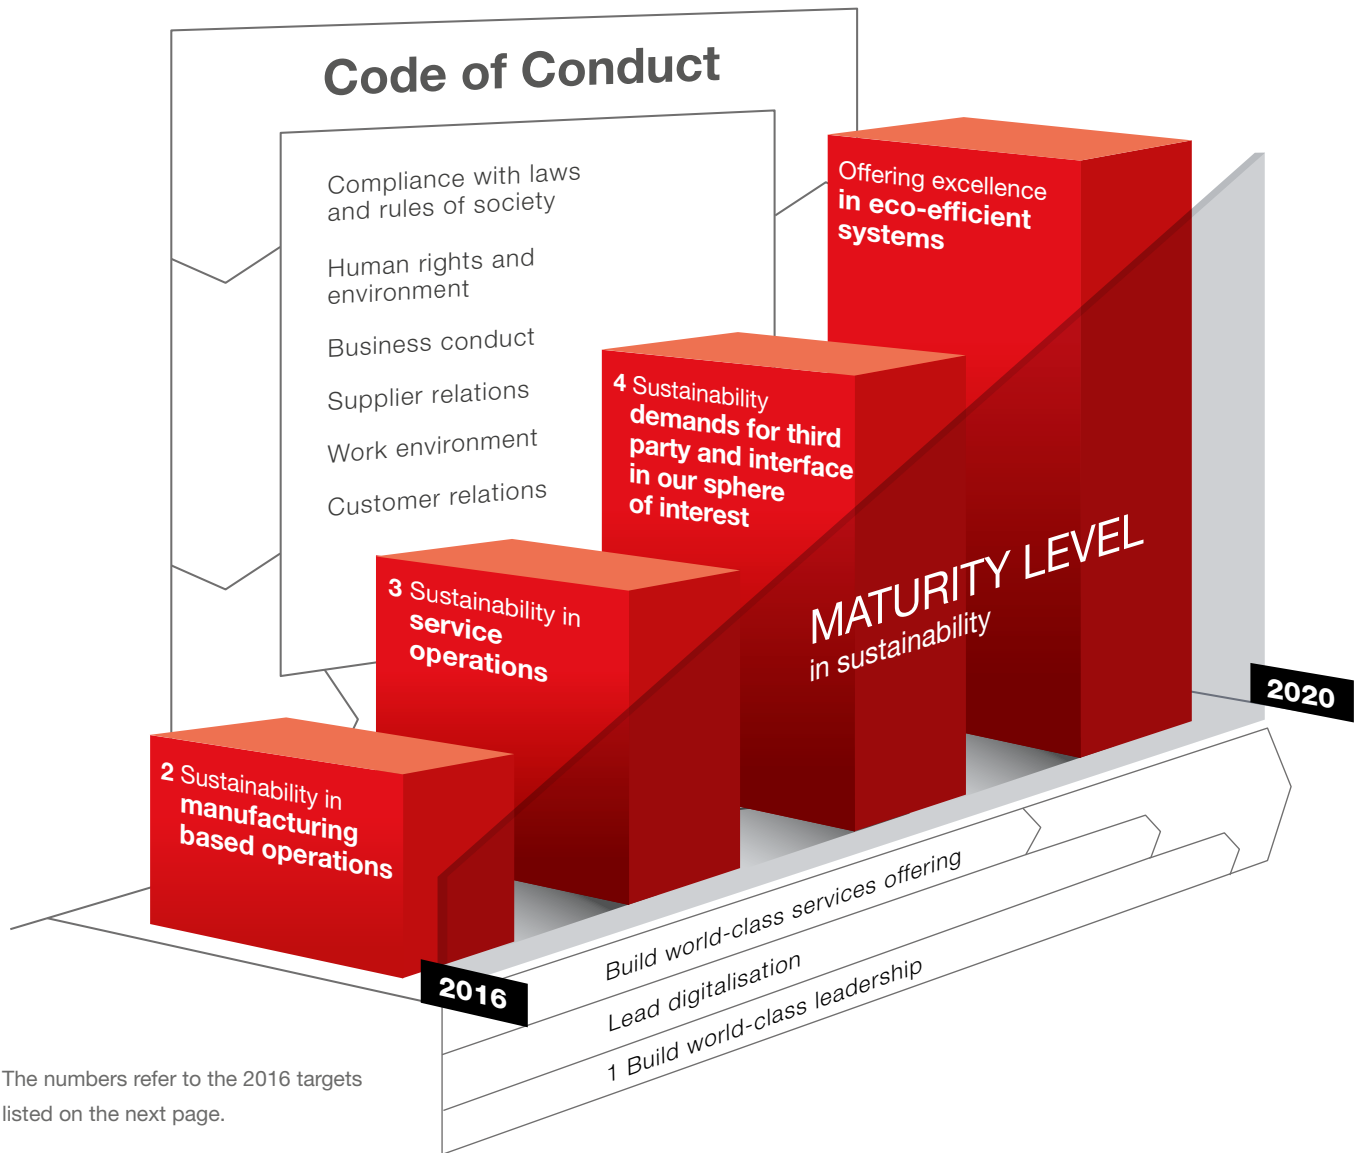 Code of Conduct
Compliance with laws
and rules of society
Human rights and
environment
Business conduct
Supplier relations
Work environment
Customer relations
Offering excellence
in eco-efficient
systems
4 Sustainability
demands for third
party and interface
in our sphere
of interest
3 Sustainability in
service
operations
2 Sustainability in
manufacturing
based operations
MATURITY LEVEL
in sustainability
2020
2016
Build world-class services offering
Lead digitalisation
1 Build world-class leadership
The numbers refer to the 2016 targets
listed on the next page.